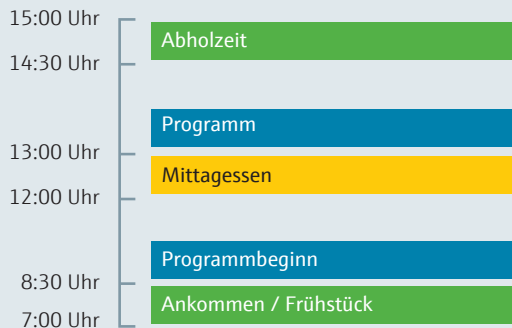 15:00 Uhr
Abholzeit
14:30 Uhr
Programm
13:00 Uhr
Mittagessen
12:00 Uhr
Programmbeginn
8:30 Uhr
Ankommen / Frühstück
7:00 Uhr